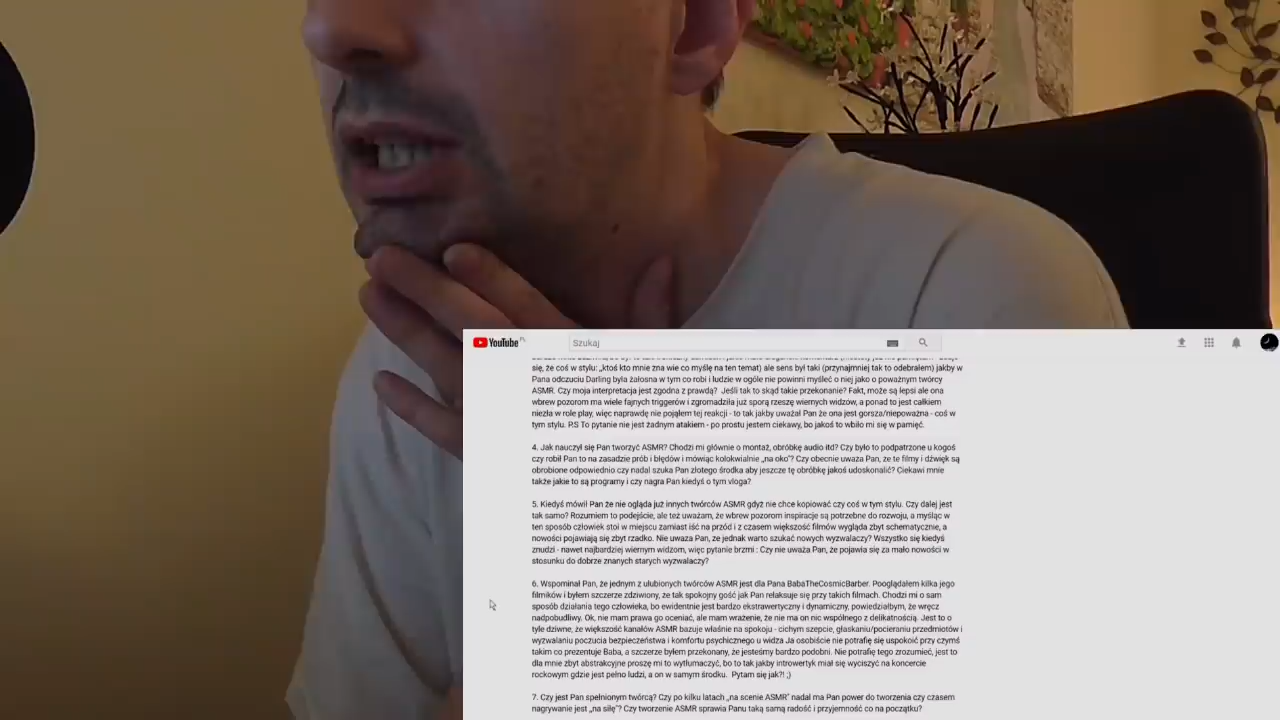 YouTube PL
Szukaj
się, że coś w stylu: „ktoś kto mnie zna wie co myślę na ten temat) ale sens był taki (przynajmniej tak to odebrałem) jakby w
Pana odczuciu Darling była żałosna w tym co robi i ludzie w ogóle nie powinni myśleć o niej jako o poważnym twórcy
ASMR. Czy moja interpretacja jest zgodna z prawdą? Jeśli tak to skąd takie przekonanie? Fakt, może są lepsi ale ona
wbrew pozorom ma wiele fajnych triggerów i zgromadziła już sporą rzeszę wiernych widzow, a ponad to jest całkiem
niezła w role play, więc naprawdę nie pojąłem tej reakcji - to tak jakby uważał Pan że ona jest gorsza/niepoważna - coś w
tym stylu. P.S To pytanie nie jest żadnym atakiem - po prostu jestem ciekawy, bo jakoś to wbiło mi się w pamięć.
4. Jak nauczył się Pan tworzyć ASMR? Chodzi mi głównie o montaż, obróbkę audio itd? Czy było to podpatrzone u kogoś
czy robił Pan to na zasadzie prób i błędów i mówiąc kolokwialnie „na oko"? Czy obecnie uważa Pan, że te filmy i dźwięk są
obrobione odpowiednio czy nadal szuka Pan złotego środka aby jeszcze tę obróbkę jakoś udoskonalić? Ciekawi mnie
także jakie to są programy i czy nagra Pan kiedyś o tym vloga?
5. Kiedyś mówił Pan że nie ogląda już innych twórców ASMR gdyż nie chce kopiować czy coś w tym stylu. Czy dalej jest
tak samo? Rozumiem to podejście, ale też uważam, że wbrew pozorom inspiracje są potrzebne do rozwoju, a myśląc w
ten sposób człowiek stoi w miejscu zamiast iść na przód i z czasem większość filmów wygląda zbyt schematycznie, a
nowości pojawiają się zbyt rzadko. Nie uwaza Pan, ze jednak warto szukać nowych wyzwalaczy? Wszystko się kiedyś
znudzi - nawet najbardziej wiernym widzom, więc pytanie brzmi : Czy nie uważa Pan, że pojawia się za mało nowości w
stosunku do dobrze znanych starych wyzwalaczy?
6. Wspominał Pan, że jednym z ulubionych twórców ASMR jest dla Pana BabaTheCosmicBarber. Pooglądałem kilka jego
filmików i byłem szczerze zdziwiony, że tak spokojny gość jak Pan relaksuje się przy takich filmach. Chodzi mi o sam
sposób działania tego człowieka, bo ewidentnie jest bardzo ekstrawertyczny i dynamiczny, powiedziałbym, że wręcz
nadpobudliwy. Ok, nie mam prawa go oceniać, ale mam wrażenie, że nie ma on nic wspólnego z delikatnością. Jest to o
tyle dziwne, że większość kanałów ASMR bazuje właśnie na spokoju - cichym szepcie, głaskaniu/pocieraniu przedmiotów i
wyzwalaniu poczucia bezpieczeństwa i komfortu psychicznego u widza Ja osobiście nie potrafię się uspokoić przy czymś
takim co prezentuje Baba, a szczerze byłem przekonany, że jesteśmy bardzo podobni. Nie potrafię tego zrozumieć, jest to
dla mnie zbyt abstrakcyjne proszę mi to wytłumaczyć, bo to tak jakby introwertyk miał się wyciszyć na koncercie
rockowym gdzie jest pełno ludzi, a on w samym środku. Pytam się jak?! ;)
7. Czy jest Pan spełnionym twórcą? Czy po kilku latach „na scenie ASMR" nadal ma Pan power do tworzenia czy czasem
nagrywanie jest „na siłę"? Czy tworzenie ASMR sprawia Panu taką samą radość i przyjemność co na początku?